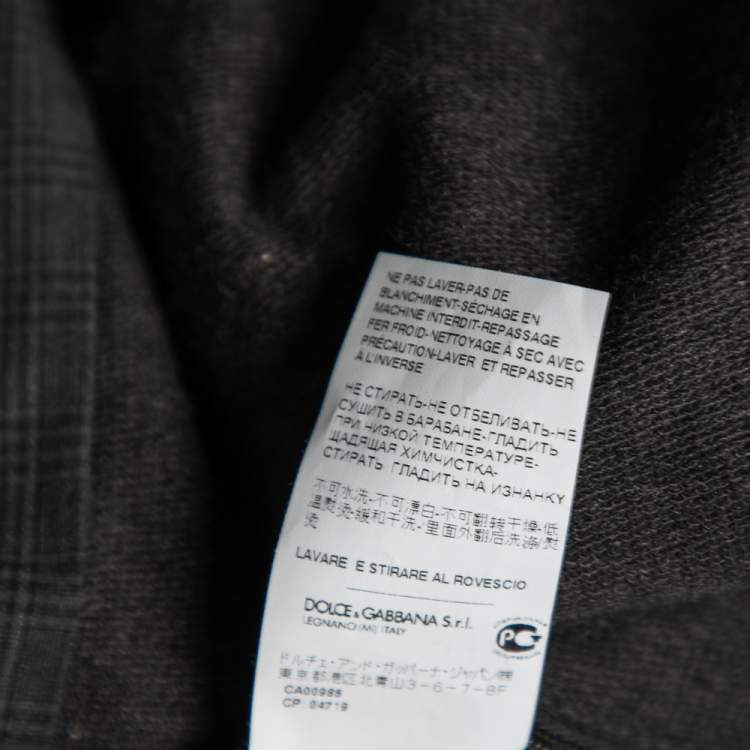 NE PAS LAVER-PAS DE
BLANCHIMENT-SÉCHAGE EN
MACHINE INTERDIT-REPASSAGE
FER FROID-NETTOYAGE À SEC AVEC
PRÉCAUTION-LAVER ET REPASSER
À L'INVERSE
НЕ СТИРАТЬ-НЕ ОТБЕЛИВАТЬ-НЕ
СУШИТЬ В БАРАБАНЕ-ГЛАДИТЬ
ПРИ НИЗКОЙ ТЕМПЕРАТУРЕ-
ЩАДЯЩАЯ ХИМЧИСТКА-
СТИРАТЬ ГЛАДИТЬ НА ИЗНАНКУ
不可水洗-不可漂白-不可翻转干燥-低
温熨烫-缓和干洗-里面外翻后洗涤/熨
烫
LAVARE E STIRARE AL ROVESCIO
DOLCE & GABBANA S.r.l.
LEGNANO (MI) ITALY
PG
ドルチェ・アンド・ガッバーナ・ジャパン㈱
東京都港区北青山3-6-7-8F
CA00985
CP: 04719